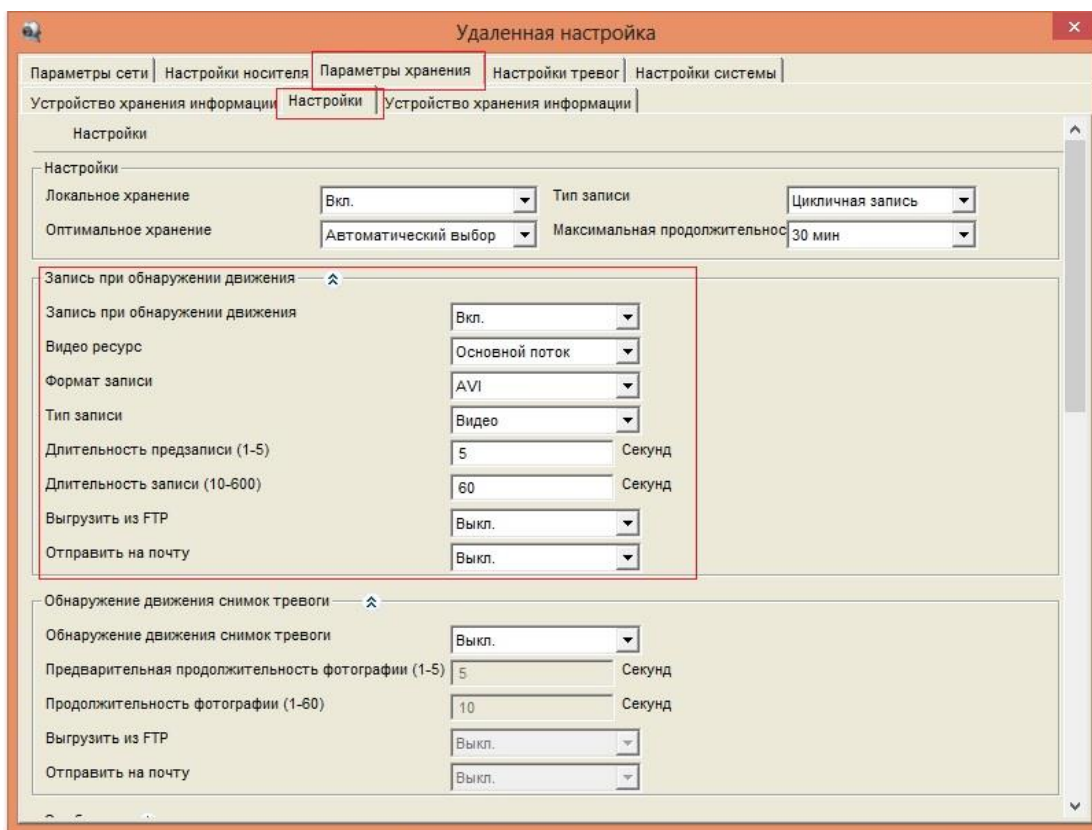 Удаленная настройка
Параметры сети Настройки носителя Параметры хранения Настройки тревог Настройки системы
Устройство хранения информации Настройки Устройство хранения информации
Настройки
Настройки
Локальное хранение Вкл. Тип записи Цикличная запись
Оптимальное хранение Автоматический выбор Максимальная продолжительнос 30 мин
Запись при обнаружении движения
Запись при обнаружении движения Вкл.
Видео ресурс Основной поток
Формат записи AVI
Тип записи Видео
Длительность предзаписи (1-5) 5 Секунд
Длительность записи (10-600) 60 Секунд
Выгрузить из FTP Выкл.
Отправить на почту Выкл.
Обнаружение движения снимок тревоги
Обнаружение движения снимок тревоги Выкл.
Предварительная продолжительность фотографии (1-5) 5 Секунд
Продолжительность фотографии (1-60) 10 Секунд
Выгрузить из FTP Выкл.
Отправить на почту Выкл.